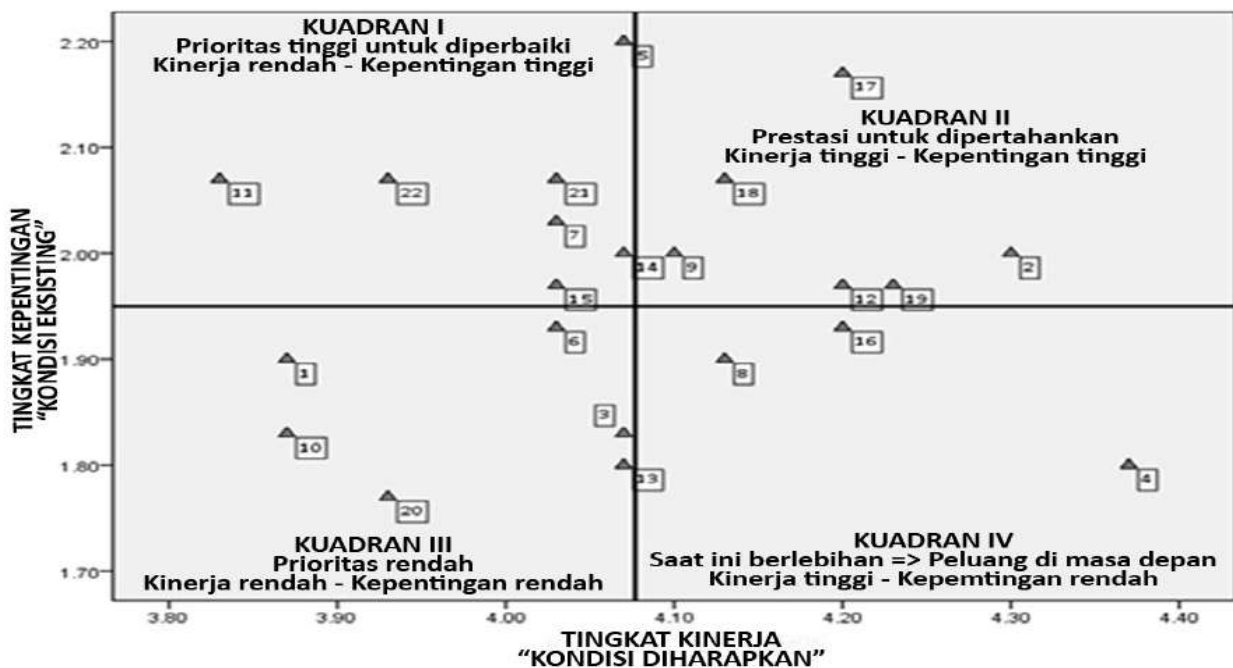 KUADRAN I
Prioritas tinggi untuk diperbaiki
Kinerja rendah - Kepentingan tinggi
KUADRAN II
Prestasi untuk dipertahankan
Kinerja tinggi - Kepentingan tinggi
KUADRAN III
Prioritas rendah
Kinerja rendah - Kepentingan rendah
KUADRAN IV
Saat ini berlebihan => Peluang di masa depan
Kinerja tinggi - Kepemtingan rendah
TINGKAT KEPENTINGAN
“KONDISI EKSISTING”
2.20
2.10
2.00
1.90
1.80
1.70
5
17
11
22
21
18
7
14
9
2
15
12
19
6
16
1
8
3
10
13
4
20
3.80
3.90
4.00
4.10
4.20
4.30
4.40
TINGKAT KINERJA
“KONDISI DIHARAPKAN”